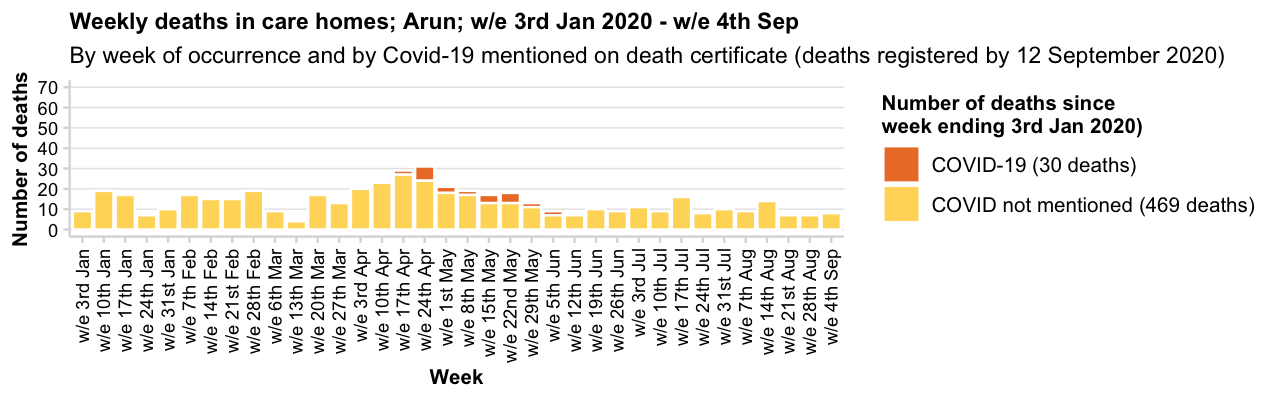 Weekly deaths in care homes; Arun; w/e 3rd Jan 2020 - w/e 4th Sep
By week of occurrence and by Covid-19 mentioned on death certificate (deaths registered by 12 September 2020)
Number of deaths
70
60
50
40
30
20
10
0
w/e 3rd Jan
w/e 10th Jan
w/e 17th Jan
w/e 24th Jan
w/e 31st Jan
w/e 7th Feb
w/e 14th Feb
w/e 21st Feb
w/e 28th Feb
w/e 6th Mar
w/e 13th Mar
w/e 20th Mar
w/e 27th Mar
w/e 3rd Apr
w/e 10th Apr
w/e 17th Apr
w/e 24th Apr
w/e 1st May
w/e 8th May
w/e 15th May
w/e 22nd May
w/e 29th May
w/e 5th Jun
w/e 12th Jun
w/e 19th Jun
w/e 26th Jun
w/e 3rd Jul
w/e 10th Jul
w/e 17th Jul
w/e 24th Jul
w/e 31st Jul
w/e 7th Aug
w/e 14th Aug
w/e 21st Aug
w/e 28th Aug
w/e 4th Sep
Week
Number of deaths since
week ending 3rd Jan 2020)
COVID-19 (30 deaths)
COVID not mentioned (469 deaths)